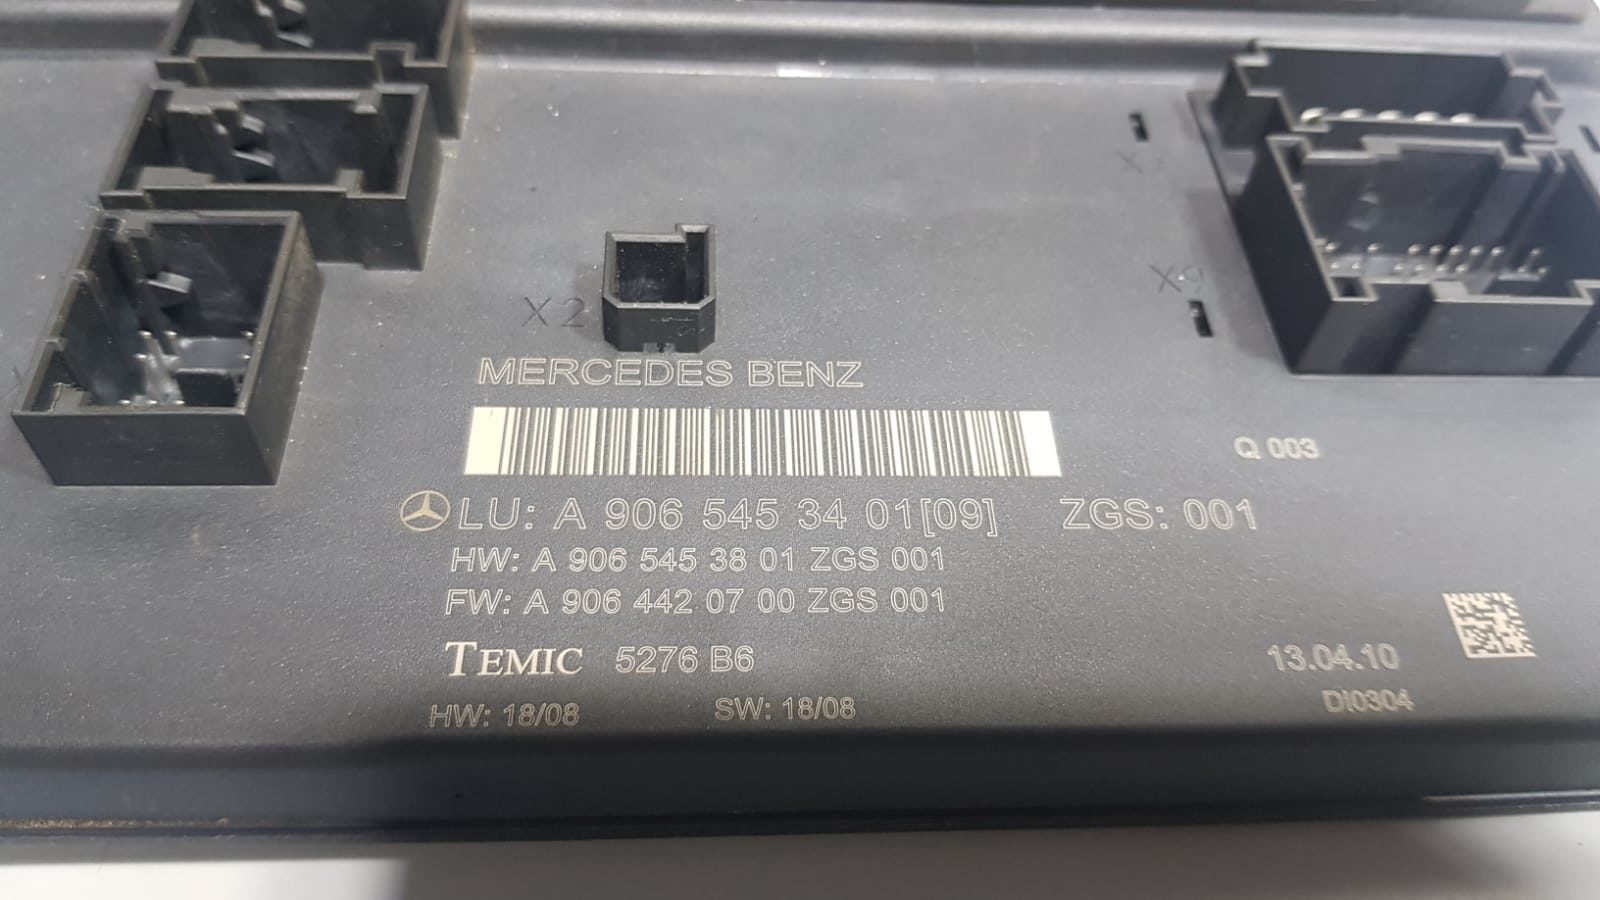 X2
X9
MERCEDES BENZ
Q 003
LU: A 906 545 34 01[09] ZGS: 001
HW: A 906 545 38 01 ZGS 001
FW: A 906 442 07 00 ZGS 001
TEMIC 5276 B6
13.04.10
HW: 18/08 SW: 18/08
DI0304